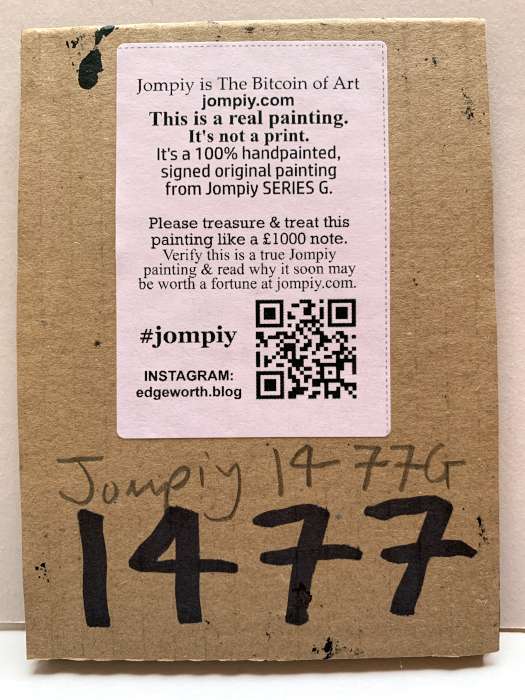 Jompiy is The Bitcoin of Art
jompiy.com
This is a real painting.
It's not a print.
It's a 100% handpainted,
signed original painting
from Jompiy SERIES G.
Please treasure & treat this
painting like a £1000 note.
Verify this is a true Jompiy
painting & read why it soon may
be worth a fortune at jompiy.com.
#jompiy
INSTAGRAM:
edgeworth.blog
Jompiy 1477G
1477